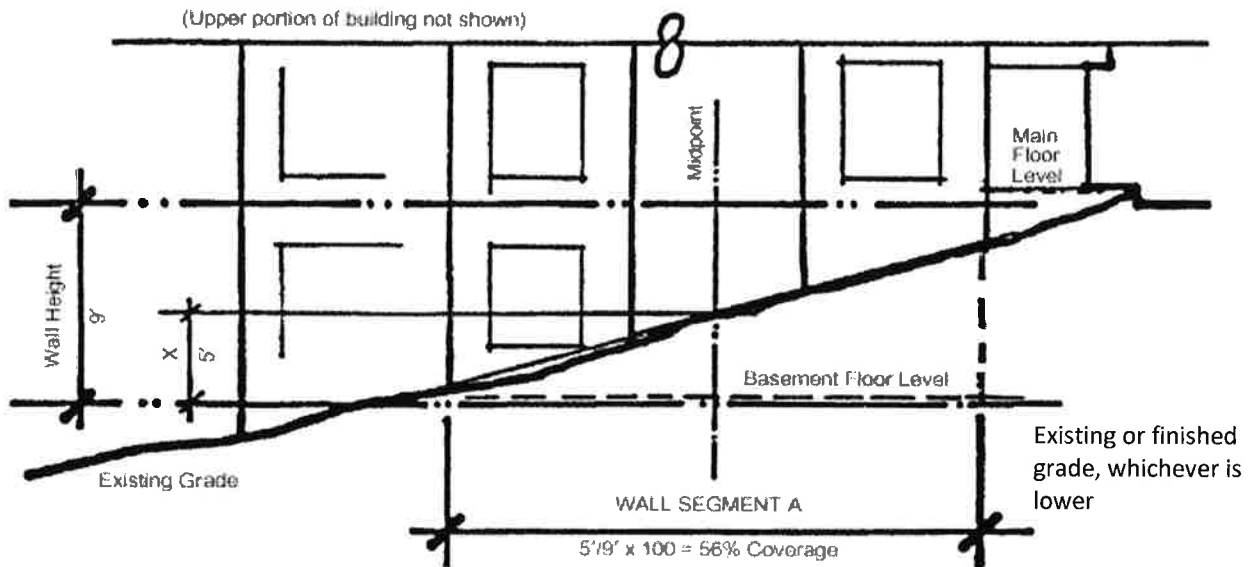 (Upper portion of building not shown)
8
Midpoint
Main
Floor
Level
Wall Height
9'
X
5'
Basement Floor Level
Existing Grade
Existing or finished
grade, whichever is
lower
WALL SEGMENT A
5'/9' x 100 = 56% Coverage